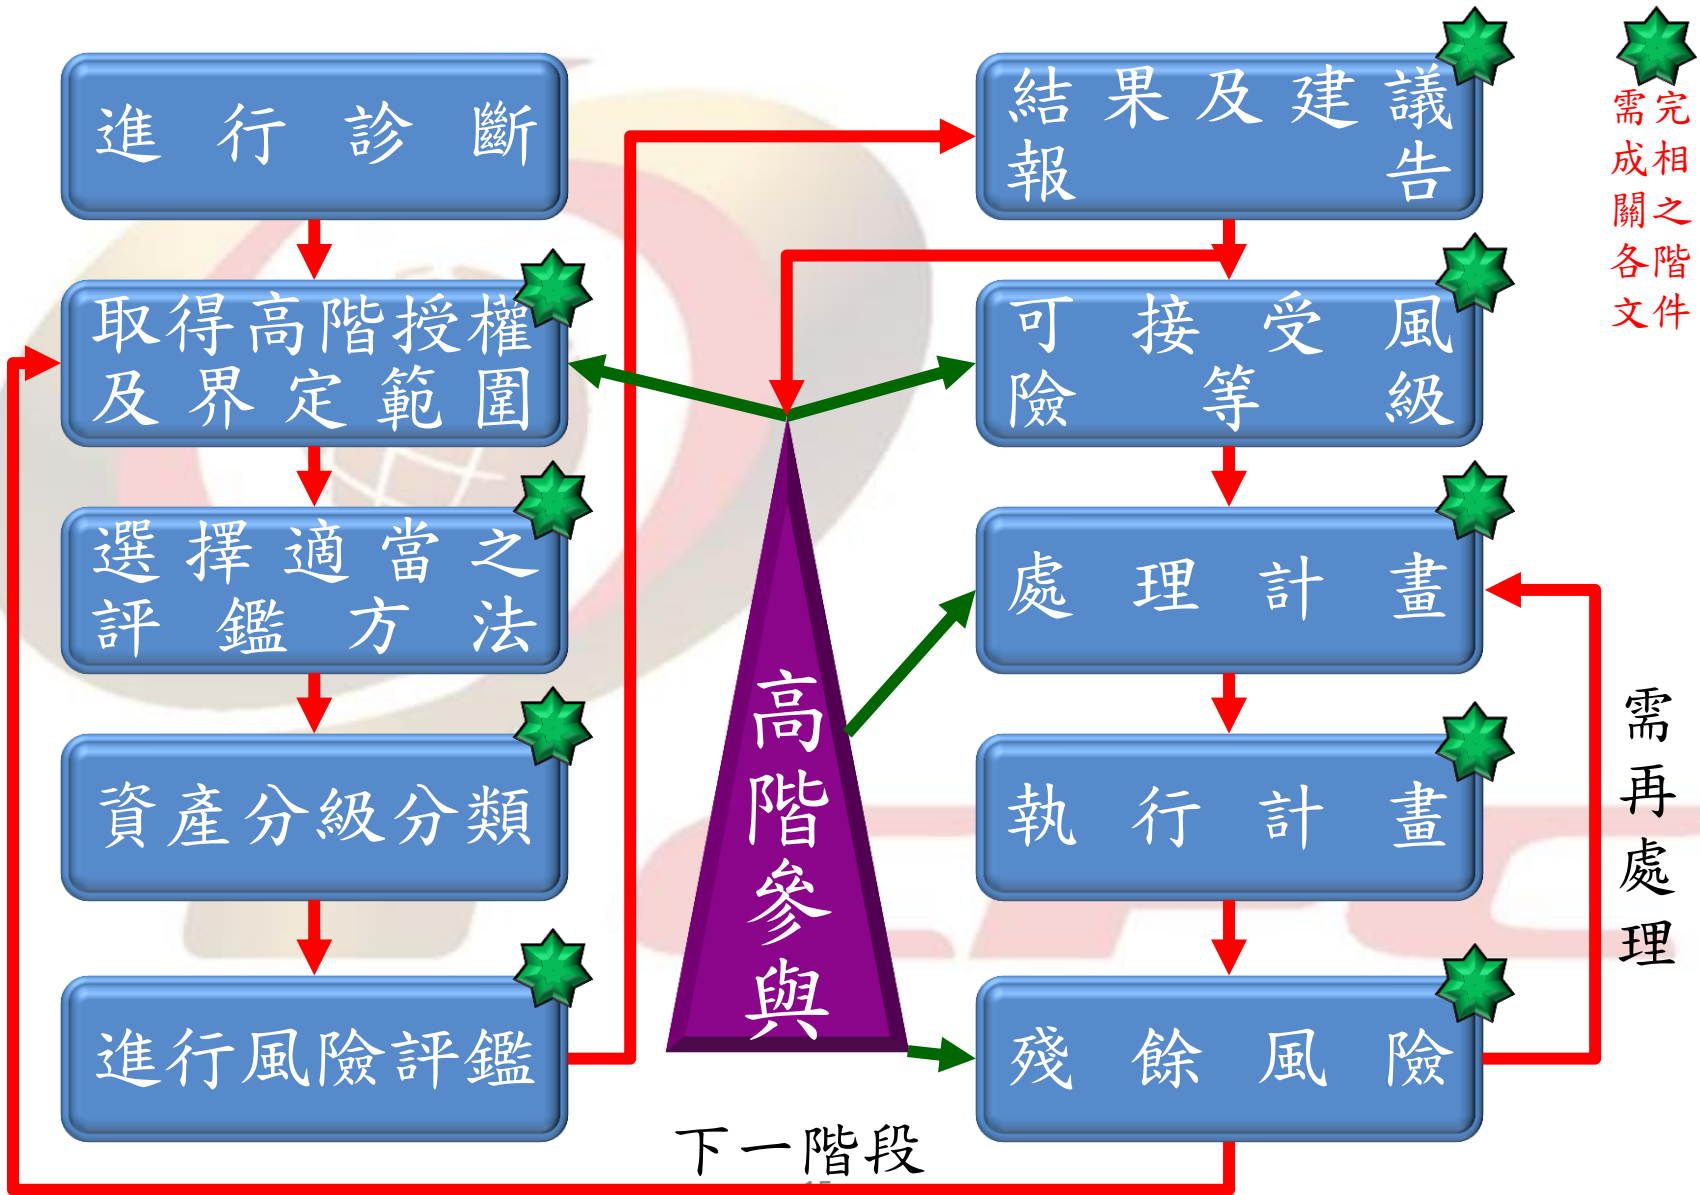 進行診斷
取得高階授權
及界定範圍
選擇適當之
評鑑方法
資產分級分類
進行風險評鑑
高階參與
結果及建議
報告
可接受風
險等級
處理計畫
執行計畫
殘餘風險
需完
成相
關之
各階
文件
需再處理
下一階段